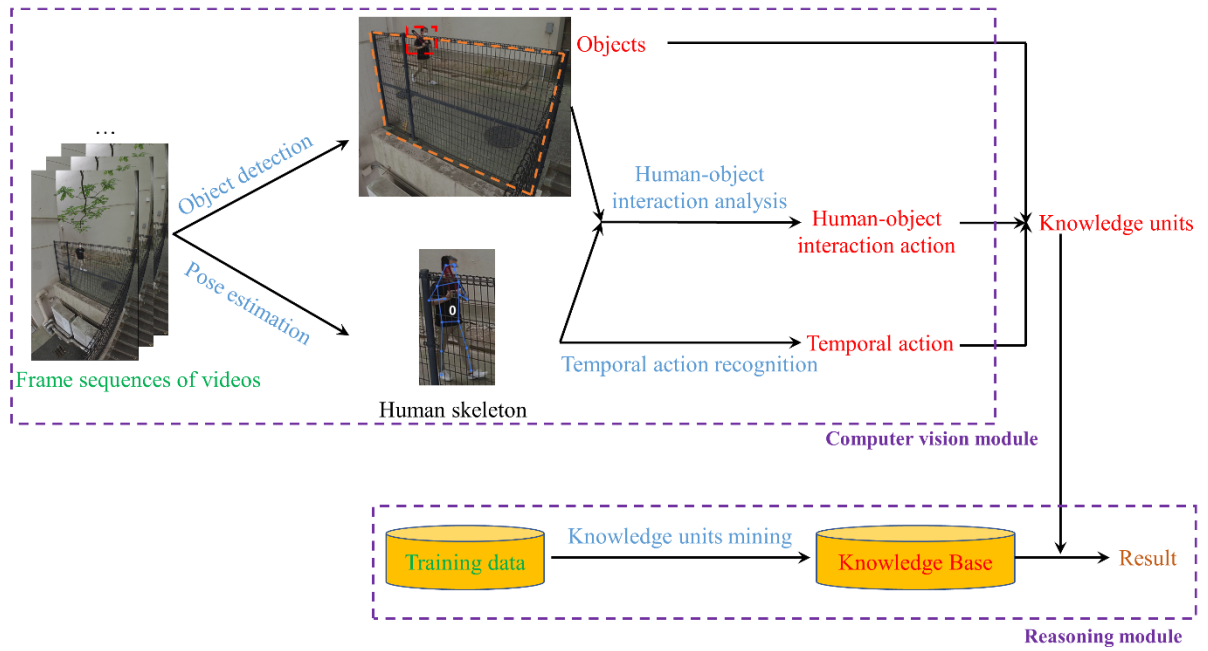 Objects
…
Object detection
Human-object
interaction analysis
Human-object
interaction action
Knowledge units
Pose estimation
0
Temporal action
Temporal action recognition
Frame sequences of videos
Human skeleton
Computer vision module
Training data
Knowledge units mining
Knowledge Base
Result
Reasoning module